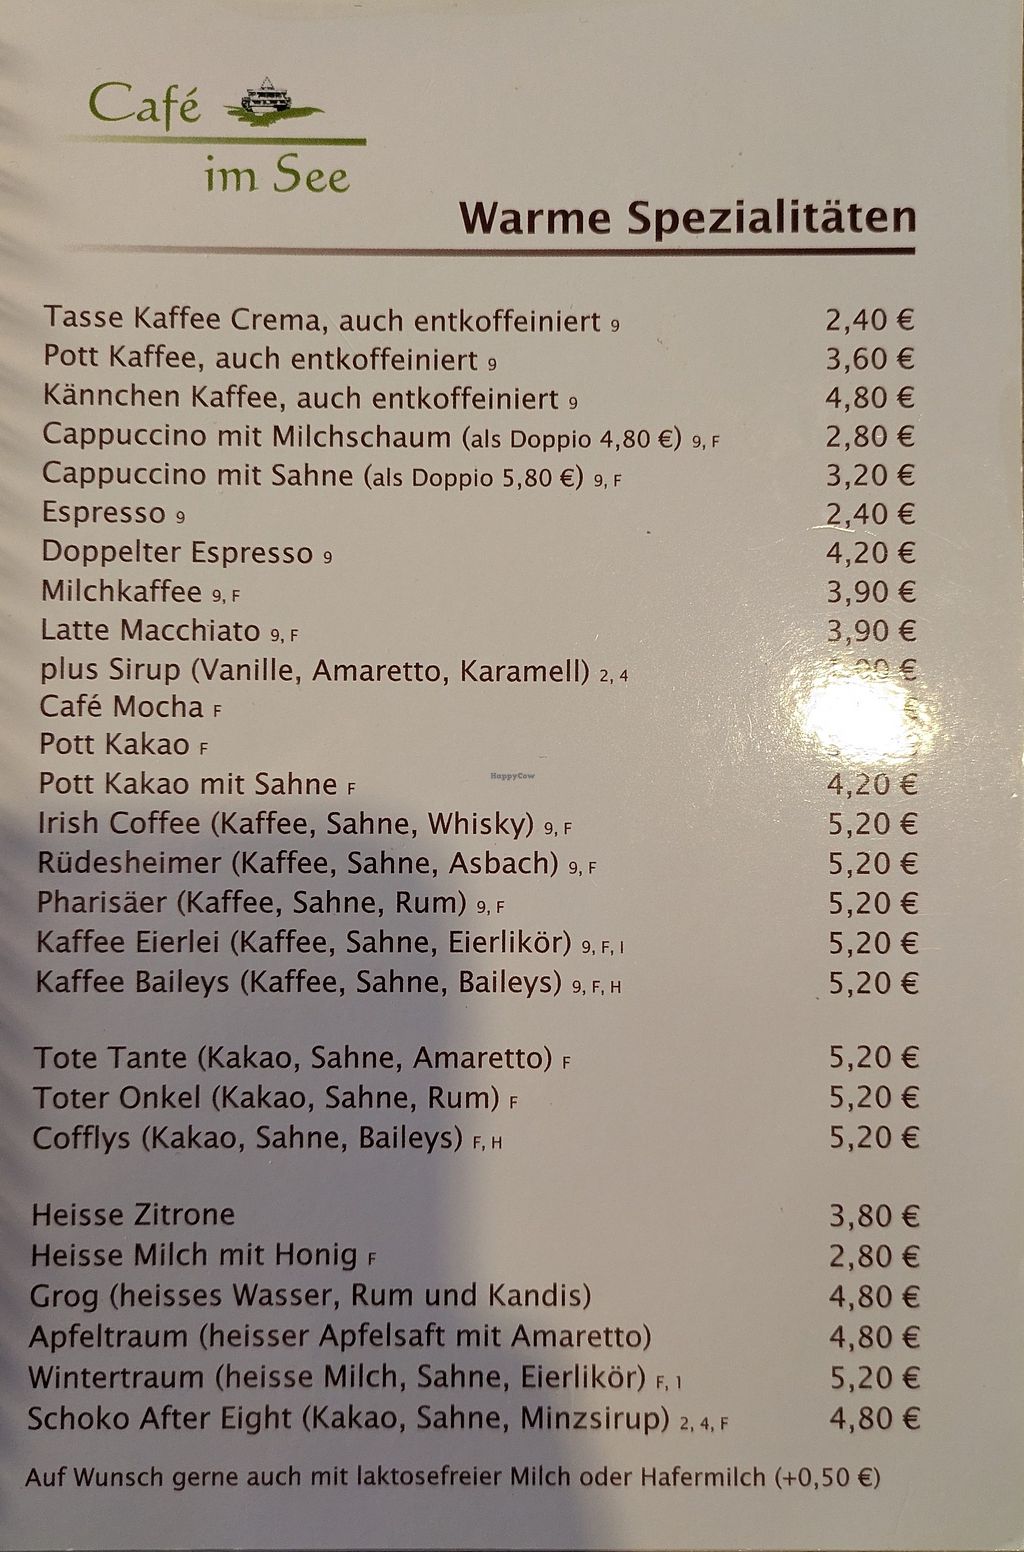 Café
im See
Warme Spezialitäten
Tasse Kaffee Crema, auch entkoffeiniert 9 2,40 €
Pott Kaffee, auch entkoffeiniert 9 3,60 €
Kännchen Kaffee, auch entkoffeiniert 9 4,80 €
Cappuccino mit Milchschaum (als Doppio 4,80 €) 9, F 2,80 €
Cappuccino mit Sahne (als Doppio 5,80 €) 9, F 3,20 €
Espresso 9 2,40 €
Doppelter Espresso 9 4,20 €
Milchkaffee 9, F 3,90 €
Latte Macchiato 9, F 3,90 €
plus Sirup (Vanille, Amaretto, Karamell) 2, 4 €
Café Mocha F
Pott Kakao F
HappyCow
Pott Kakao mit Sahne F 4,20 €
Irish Coffee (Kaffee, Sahne, Whisky) 9, F 5,20 €
Rüdesheimer (Kaffee, Sahne, Asbach) 9, F 5,20 €
Pharisäer (Kaffee, Sahne, Rum) 9, F 5,20 €
Kaffee Eierlei (Kaffee, Sahne, Eierlikör) 9, F, I 5,20 €
Kaffee Baileys (Kaffee, Sahne, Baileys) 9, F, H 5,20 €
Tote Tante (Kakao, Sahne, Amaretto) F 5,20 €
Toter Onkel (Kakao, Sahne, Rum) F 5,20 €
Cofflys (Kakao, Sahne, Baileys) F, H 5,20 €
Heisse Zitrone 3,80 €
Heisse Milch mit Honig F 2,80 €
Grog (heisses Wasser, Rum und Kandis) 4,80 €
Apfeltraum (heisser Apfelsaft mit Amaretto) 4,80 €
Wintertraum (heisse Milch, Sahne, Eierlikör) F, 1 5,20 €
Schoko After Eight (Kakao, Sahne, Minzsirup) 2, 4, F 4,80 €
Auf Wunsch gerne auch mit laktosefreier Milch oder Hafermilch (+0,50 €)